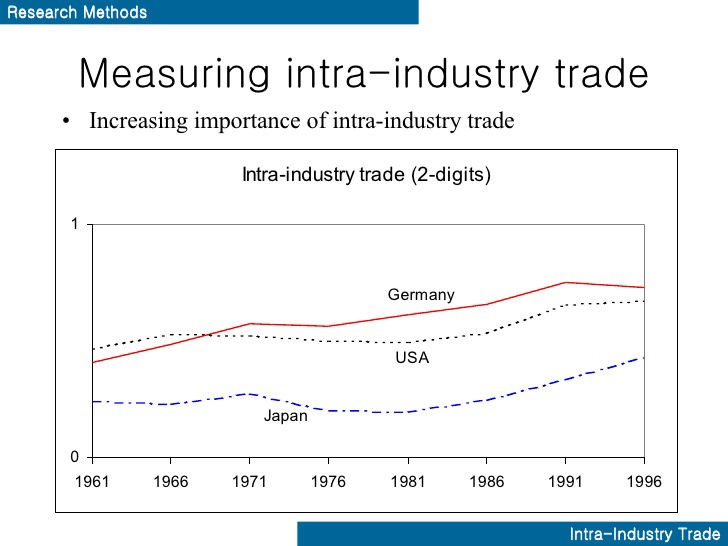 Research Methods
Measuring intra-industry trade
• Increasing importance of intra-industry trade
Intra-industry trade (2-digits)
1
Germany
USA
Japan
0
1961 1966 1971 1976 1981 1986 1991 1996
Intra-Industry Trade